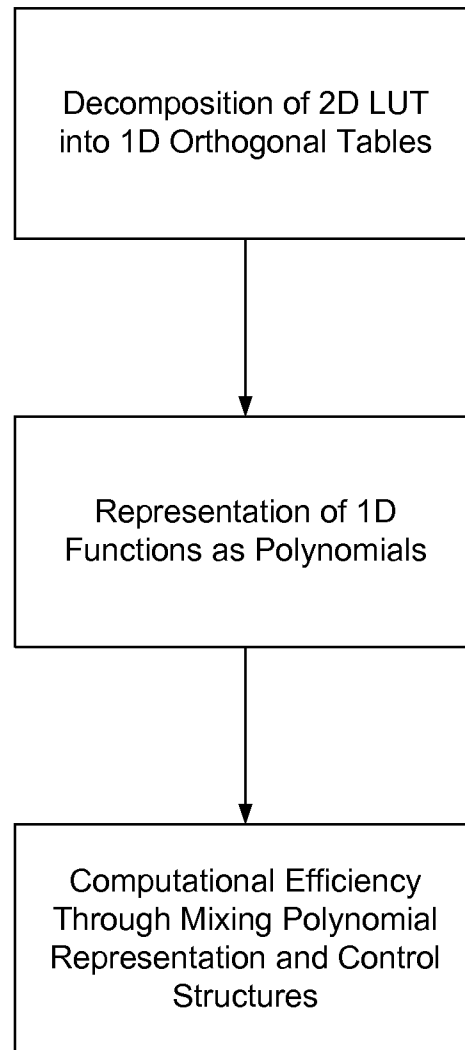 Decomposition of 2D LUT
into 1D Orthogonal Tables
Representation of 1D
Functions as Polynomials
Computational Efficiency
Through Mixing Polynomial
Representation and Control
Structures